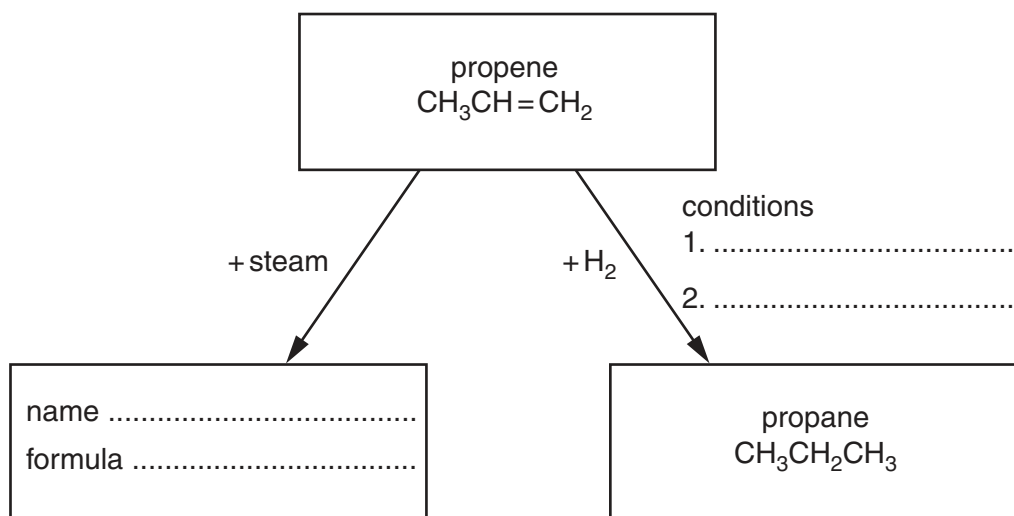 propene
CH₃CH=CH₂
conditions
1. ....................................
2. ....................................
+steam
+H₂
name ....................................
formula ..................................
propane
CH₃CH₂CH₃